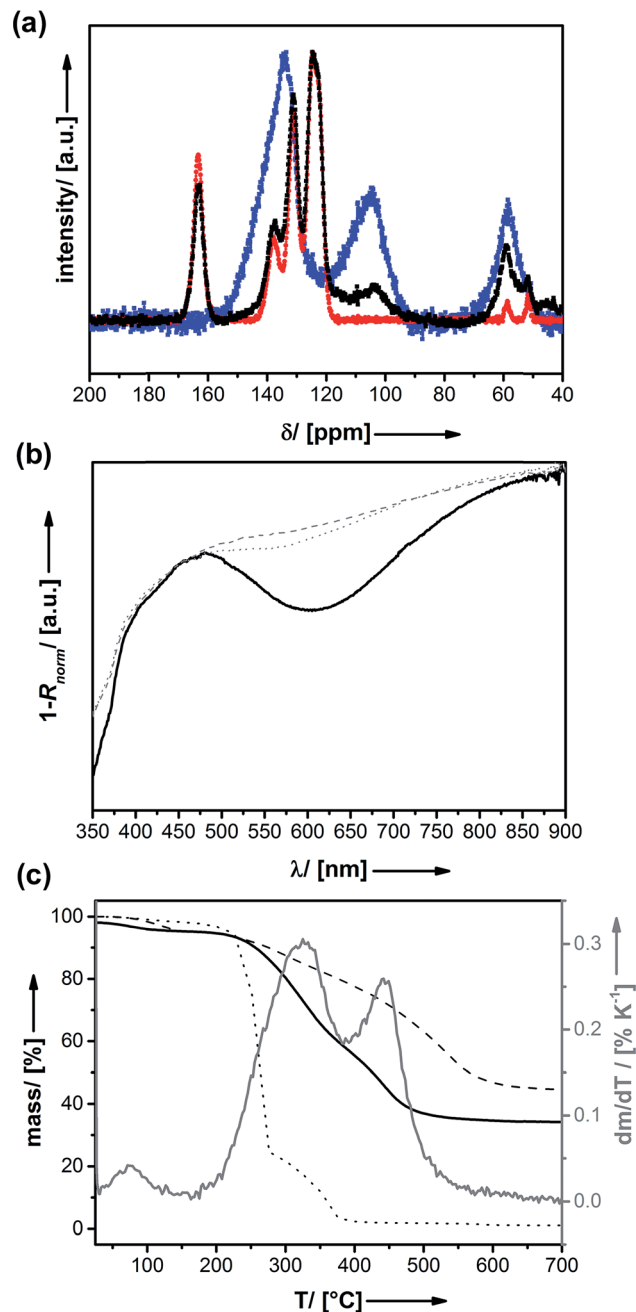 (a)
intensity/ [a.u.]
200 180 160 140 120 100 80 60 40
δ/ [ppm]
(b)
1-Rnorm/ [a.u.]
350 400 450 500 550 600 650 700 750 800 850 900
λ/ [nm]
(c)
mass/ [%]
100
80
60
40
20
0
dm/dT / [% K⁻¹]
0.3
0.2
0.1
0.0
100 200 300 400 500 600 700
T/ [°C]